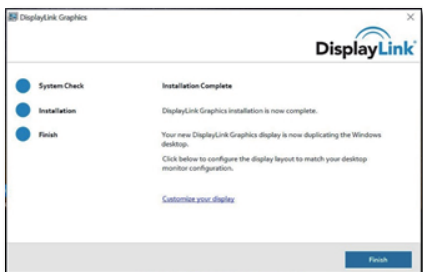 DisplayLink Graphics
DisplayLink
System Check
Installation
Finish
Installation Complete
DisplayLink Graphics installation is now complete.
Your new DisplayLink Graphics display is now duplicating the Windows
desktop.
Click below to configure the display layout to match your desktop
monitor configuration.
Customize your display
Finish